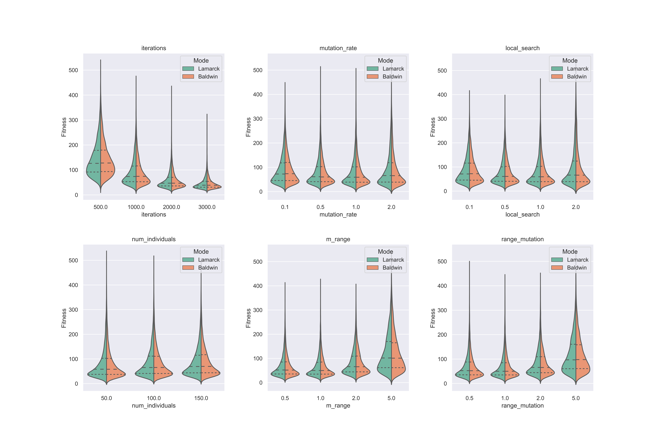 iterations
Mode
Lamarck
Baldwin
Fitness
500
400
300
200
100
0
500.0 1000.0 2000.0 3000.0
iterations
mutation_rate
Mode
Lamarck
Baldwin
500
400
300
200
100
0
0.1 0.5 1.0 2.0
mutation_rate
local_search
Mode
Lamarck
Baldwin
Fitness
500
400
300
200
100
0
0.1 0.5 1.0 2.0
local_search
num_individuals
Mode
Lamarck
Baldwin
Fitness
500
400
300
200
100
0
50.0 100.0 150.0
num_individuals
m_range
Mode
Lamarck
Baldwin
Fitness
500
400
300
200
100
0
0.5 1.0 2.0 5.0
m_range
range_mutation
Mode
Lamarck
Baldwin
Fitness
500
400
300
200
100
0
0.5 1.0 2.0 5.0
range_mutation